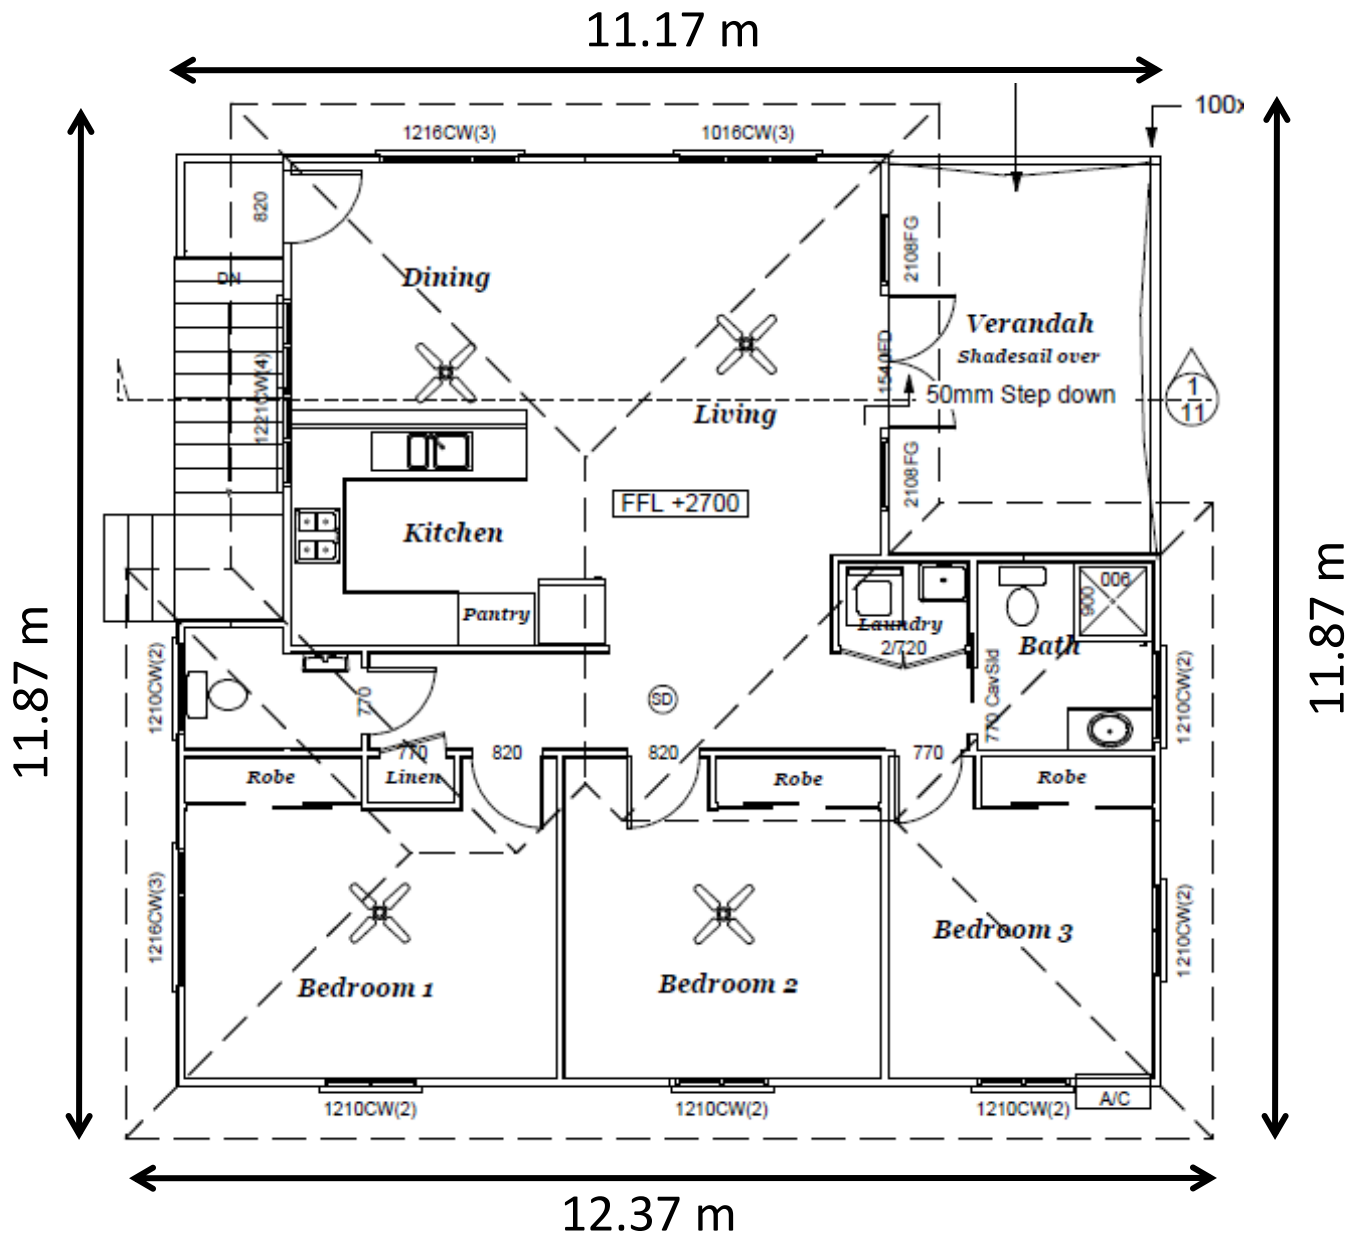 11.17 m
100x
1216CW(3)
1016CW(3)
820
2108FG
DN
Dining
Verandah
Shadesail over
1540FD
50mm Step down
1
11
1221CW(4)
Living
2108FG
FFL +2700
Kitchen
11.87 m
11.87 m
Pantry
Laundry
2/720
900
900
Bath
1210CW(2)
770
SD
770 CavSld
1210CW(2)
770
820
820
770
Robe
Linen
Robe
Robe
1216CW(3)
1210CW(2)
Bedroom 1
Bedroom 2
Bedroom 3
1210CW(2)
1210CW(2)
1210CW(2)
A/C
12.37 m